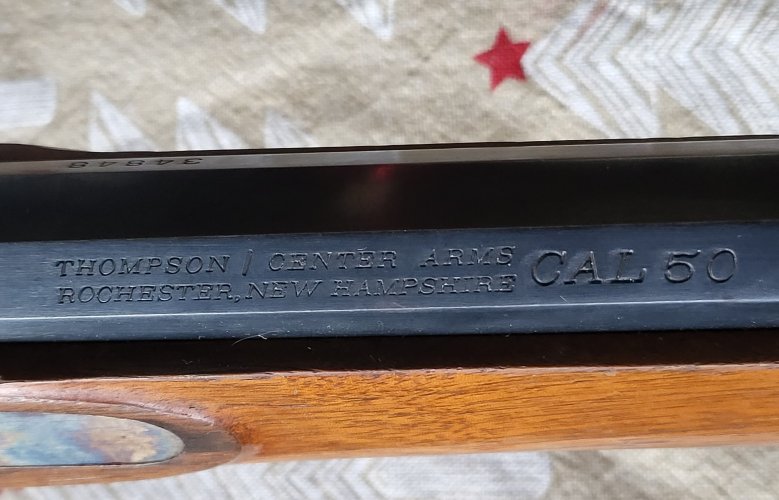 34848
THOMPSON / CENTER ARMS
ROCHESTER, NEW HAMPSHIRE
CAL 50